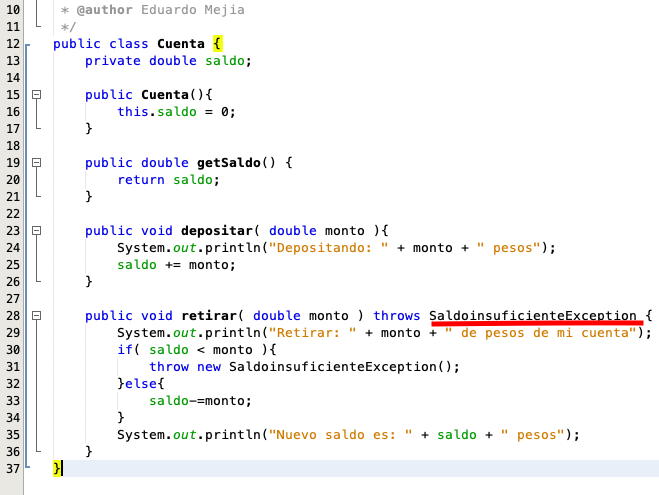 10 * @author Eduardo Mejia
11 */
12 public class Cuenta {
13 private double saldo;
14
15 public Cuenta(){
16 this.saldo = 0;
17 }
18
19 public double getSaldo() {
20 return saldo;
21 }
22
23 public void depositar( double monto ){
24 System.out.println("Depositando: " + monto + " pesos");
25 saldo += monto;
26 }
27
28 public void retirar( double monto ) throws SaldoinsuficienteException {
29 System.out.println("Retirar: " + monto + " de pesos de mi cuenta");
30 if( saldo < monto ){
31 throw new SaldoinsuficienteException();
32 }else{
33 saldo-=monto;
34 }
35 System.out.println("Nuevo saldo es: " + saldo + " pesos");
36 }
37 }